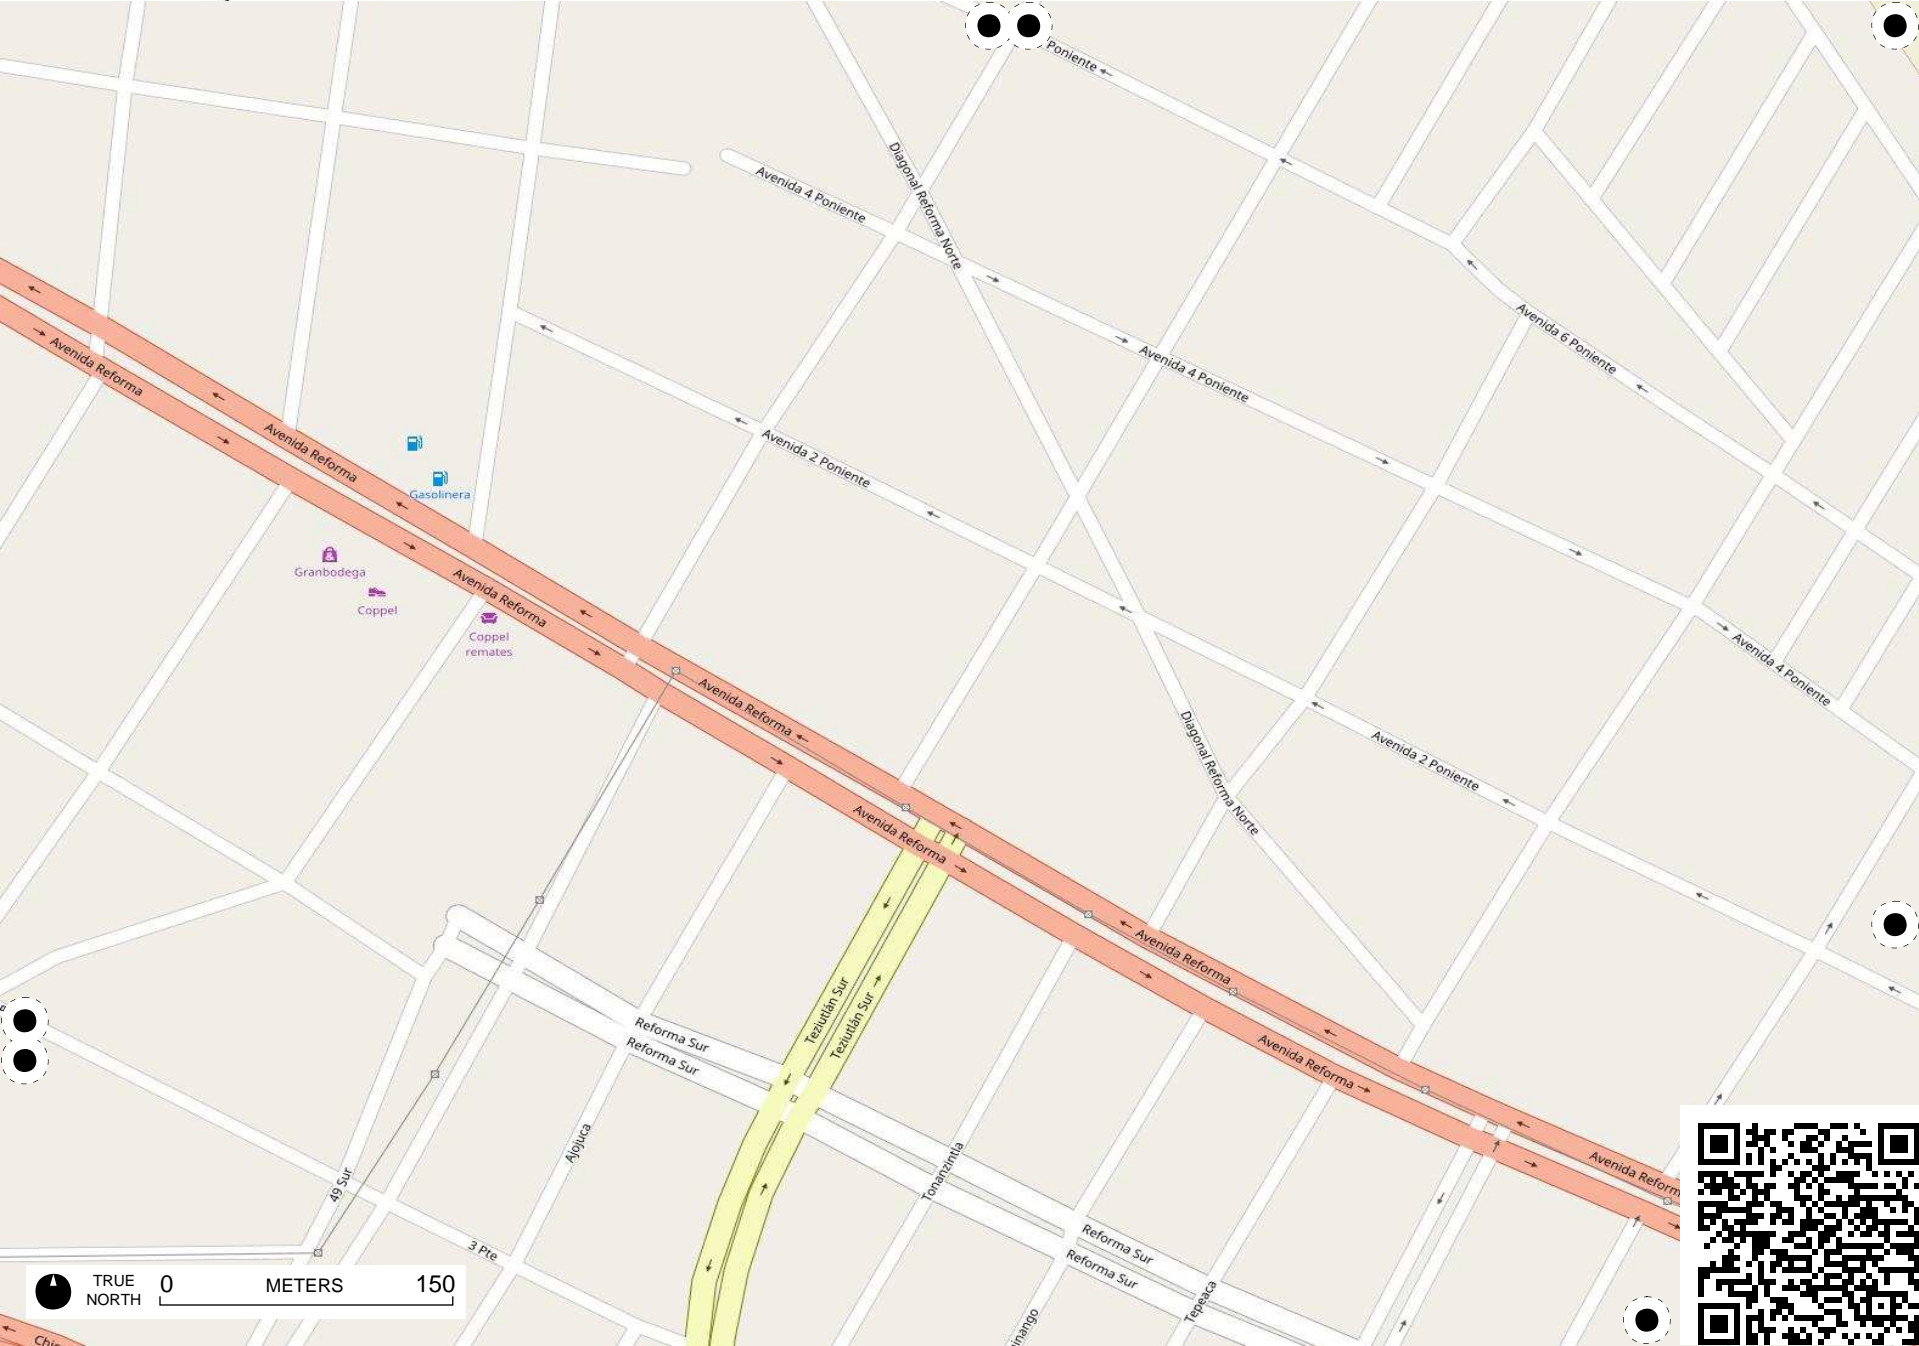 Poniente
Diagonal Reforma Norte
Avenida 4 Poniente
Avenida 6 Poniente
Avenida Reforma
Avenida 4 Poniente
Avenida Reforma
Avenida 2 Poniente
Gasolinera
Granbodega
Coppel
Avenida Reforma
Coppel
remates
Avenida 4 Poniente
Avenida Reforma
Diagonal Reforma Norte
Avenida 2 Poniente
Avenida Reforma
Avenida Reforma
Teziutlán Sur
Teziutlán Sur
Reforma Sur
Reforma Sur
Avenida Reforma
Ajojuca
Tonanzintla
49 Sur
Avenida Reform
3 Pte
Reforma Sur
Reforma Sur
Tepeaca
inango
TRUE
NORTH
0 METERS 150
Chi